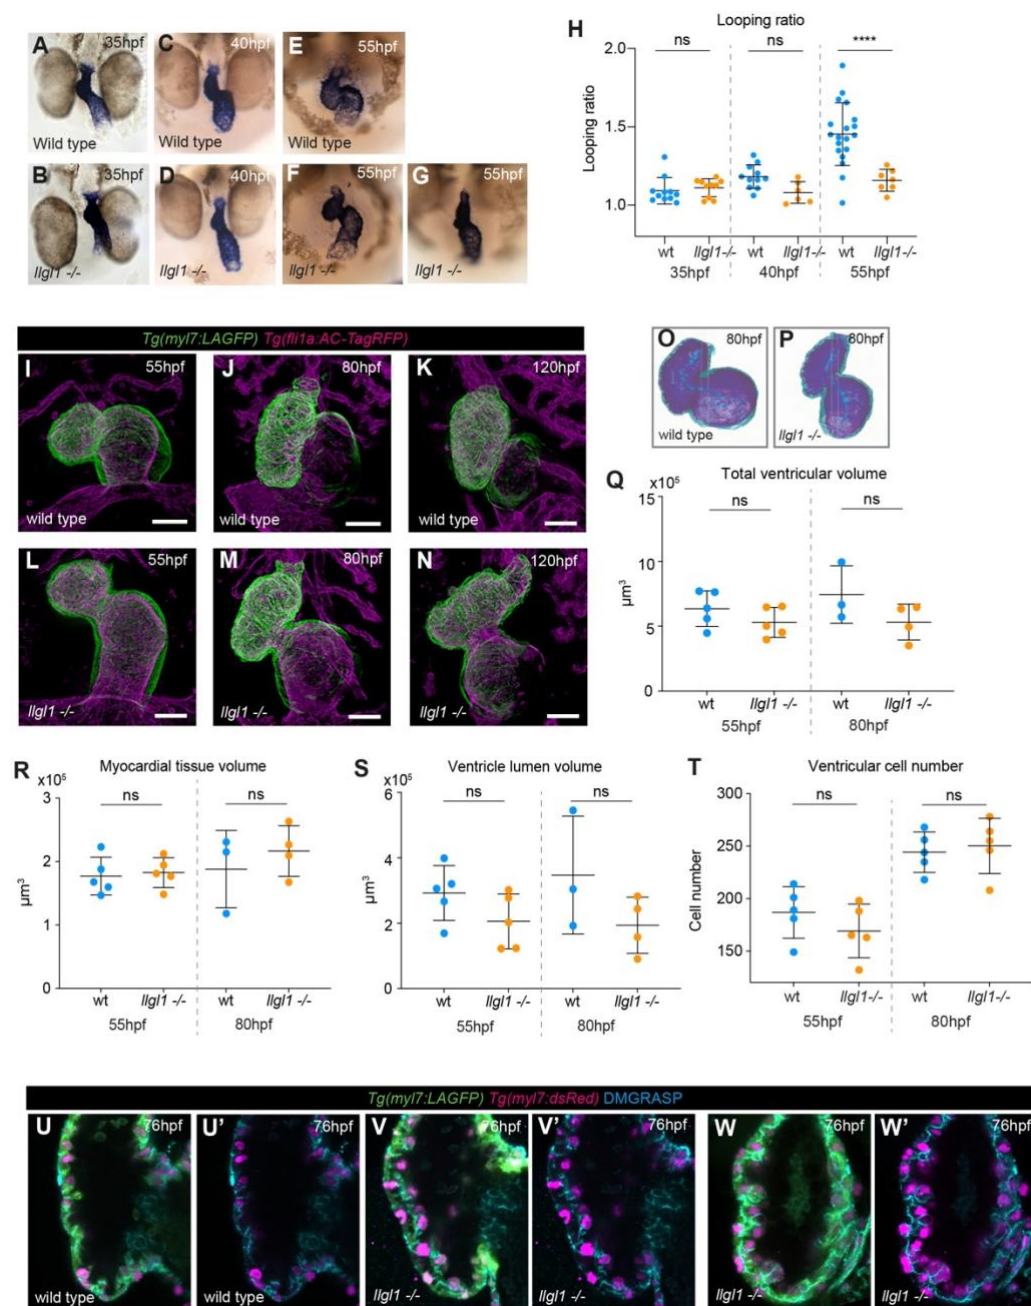 A 35hpf Wild type
C 40hpf Wild type
E 55hpf Wild type
B 35hpf llgl1 -/-
D 40hpf llgl1 -/-
F 55hpf llgl1 -/-
G 55hpf llgl1 -/-
H Looping ratio
ns ns ****
Looping ratio
2.0
1.5
1.0
wt llgl1-/- wt llgl1-/- wt llgl1-/-
35hpf 40hpf 55hpf
Tg(myl7:LAGFP) Tg(fli1a:AC-TagRFP)
I 55hpf wild type
J 80hpf wild type
K 120hpf wild type
L 55hpf llgl1 -/-
M 80hpf llgl1 -/-
N 120hpf llgl1 -/-
O 80hpf wild type
P 80hpf llgl1 -/-
Q Total ventricular volume
x10⁵
15
10
5
0
µm³
ns ns
wt llgl1 -/- wt llgl1 -/-
55hpf 80hpf
R Myocardial tissue volume
x10⁵
3
2
1
0
µm³
ns ns
wt llgl1 -/- wt llgl1 -/-
55hpf 80hpf
S Ventricle lumen volume
x10⁵
6
4
2
0
µm³
ns ns
wt llgl1 -/- wt llgl1 -/-
55hpf 80hpf
T Ventricular cell number
300
250
200
150
Cell number
ns ns
wt llgl1 -/- wt llgl1-/-
55hpf 80hpf
Tg(myl7:LAGFP) Tg(myl7:dsRed) DMGRASP
U 76hpf wild type
U' 76hpf
V 76hpf llgl1 -/-
V' 76hpf
W 76hpf llgl1 -/-
W' 76hpf llgl1 -/-